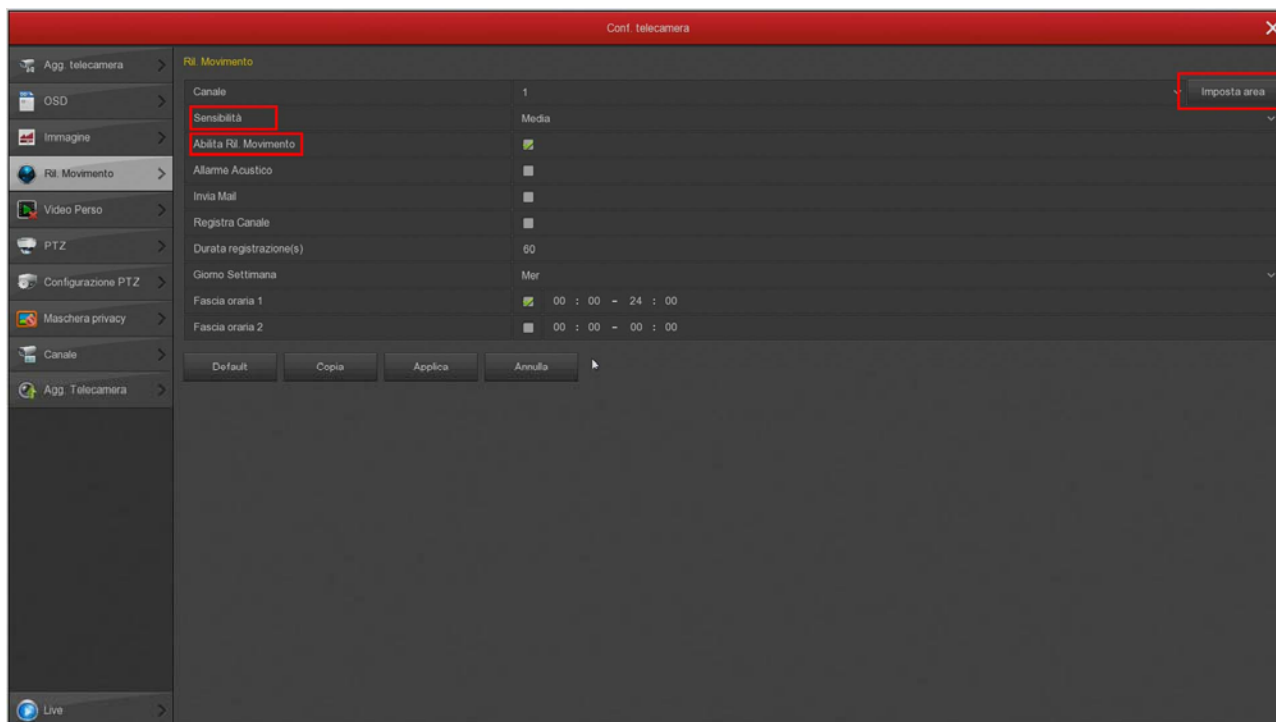 Conf. telecamera
Agg. telecamera
OSD
Immagine
Ril. Movimento
Video Perso
PTZ
Configurazione PTZ
Maschera privacy
Canale
Agg. Telecamera
Live
Ril. Movimento
Canale 1 Imposta area
Sensibilità Media
Abilita Ril. Movimento
Allarme Acustico
Invia Mail
Registra Canale
Durata registrazione(s) 60
Giorno Settimana Mer
Fascia oraria 1 00 : 00 - 24 : 00
Fascia oraria 2 00 : 00 - 00 : 00
Default Copia Applica Annulla